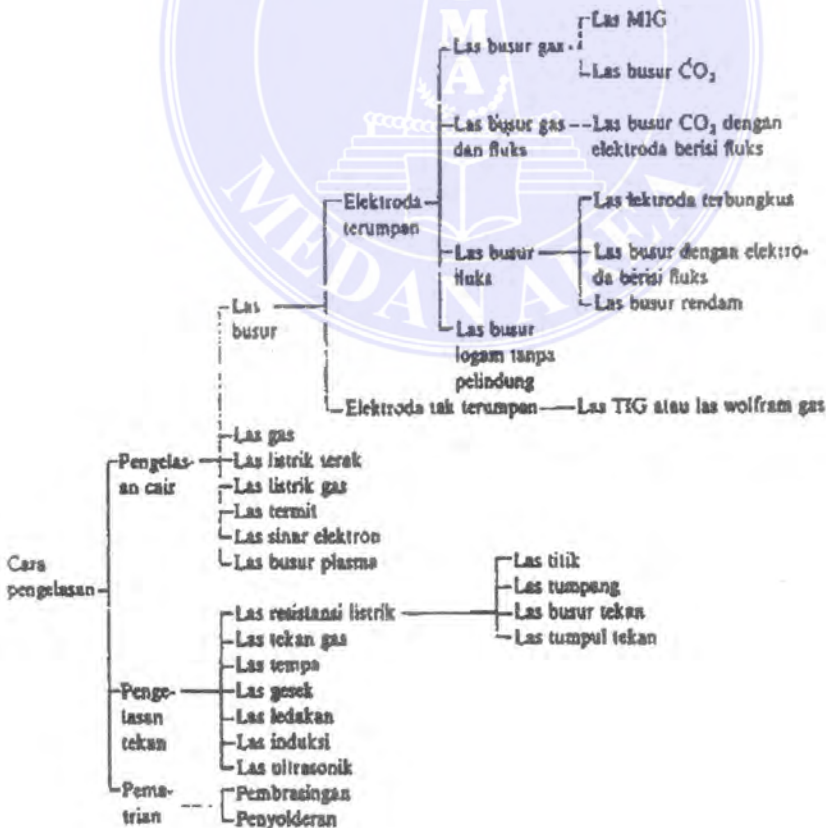 Las MIG
Las busur gas
Las busur CO₂
Las busur gas
dan fluks
Las busur CO₂ dengan
elektroda berisi fluks
Elektroda
terumpan
Las lektroda terbungkus
Las busur
fluks
Las busur dengan elektro-
da berisi fluks
Las busur rendam
Las
busur
Las busur
logam tanpa
pelindung
Elektroda tak terumpan
Las TIG atau las wolfram gas
Las gas
Pengelas-
an cair
Las listrik terak
Las listrik gas
Las termit
Las sinar elektron
Las busur plasma
Cara
pengelasan
Las titik
Las tumpang
Las busur tekan
Las tumpul tekan
Las resistansi listrik
Las tekan gas
Las tempa
Penge-
lasan
tekan
Las gesek
Las ledakan
Las induksi
Las ultrasonik
Pema-
trian
Pembrasingan
Penyolderan
MA
MEDAN AREA